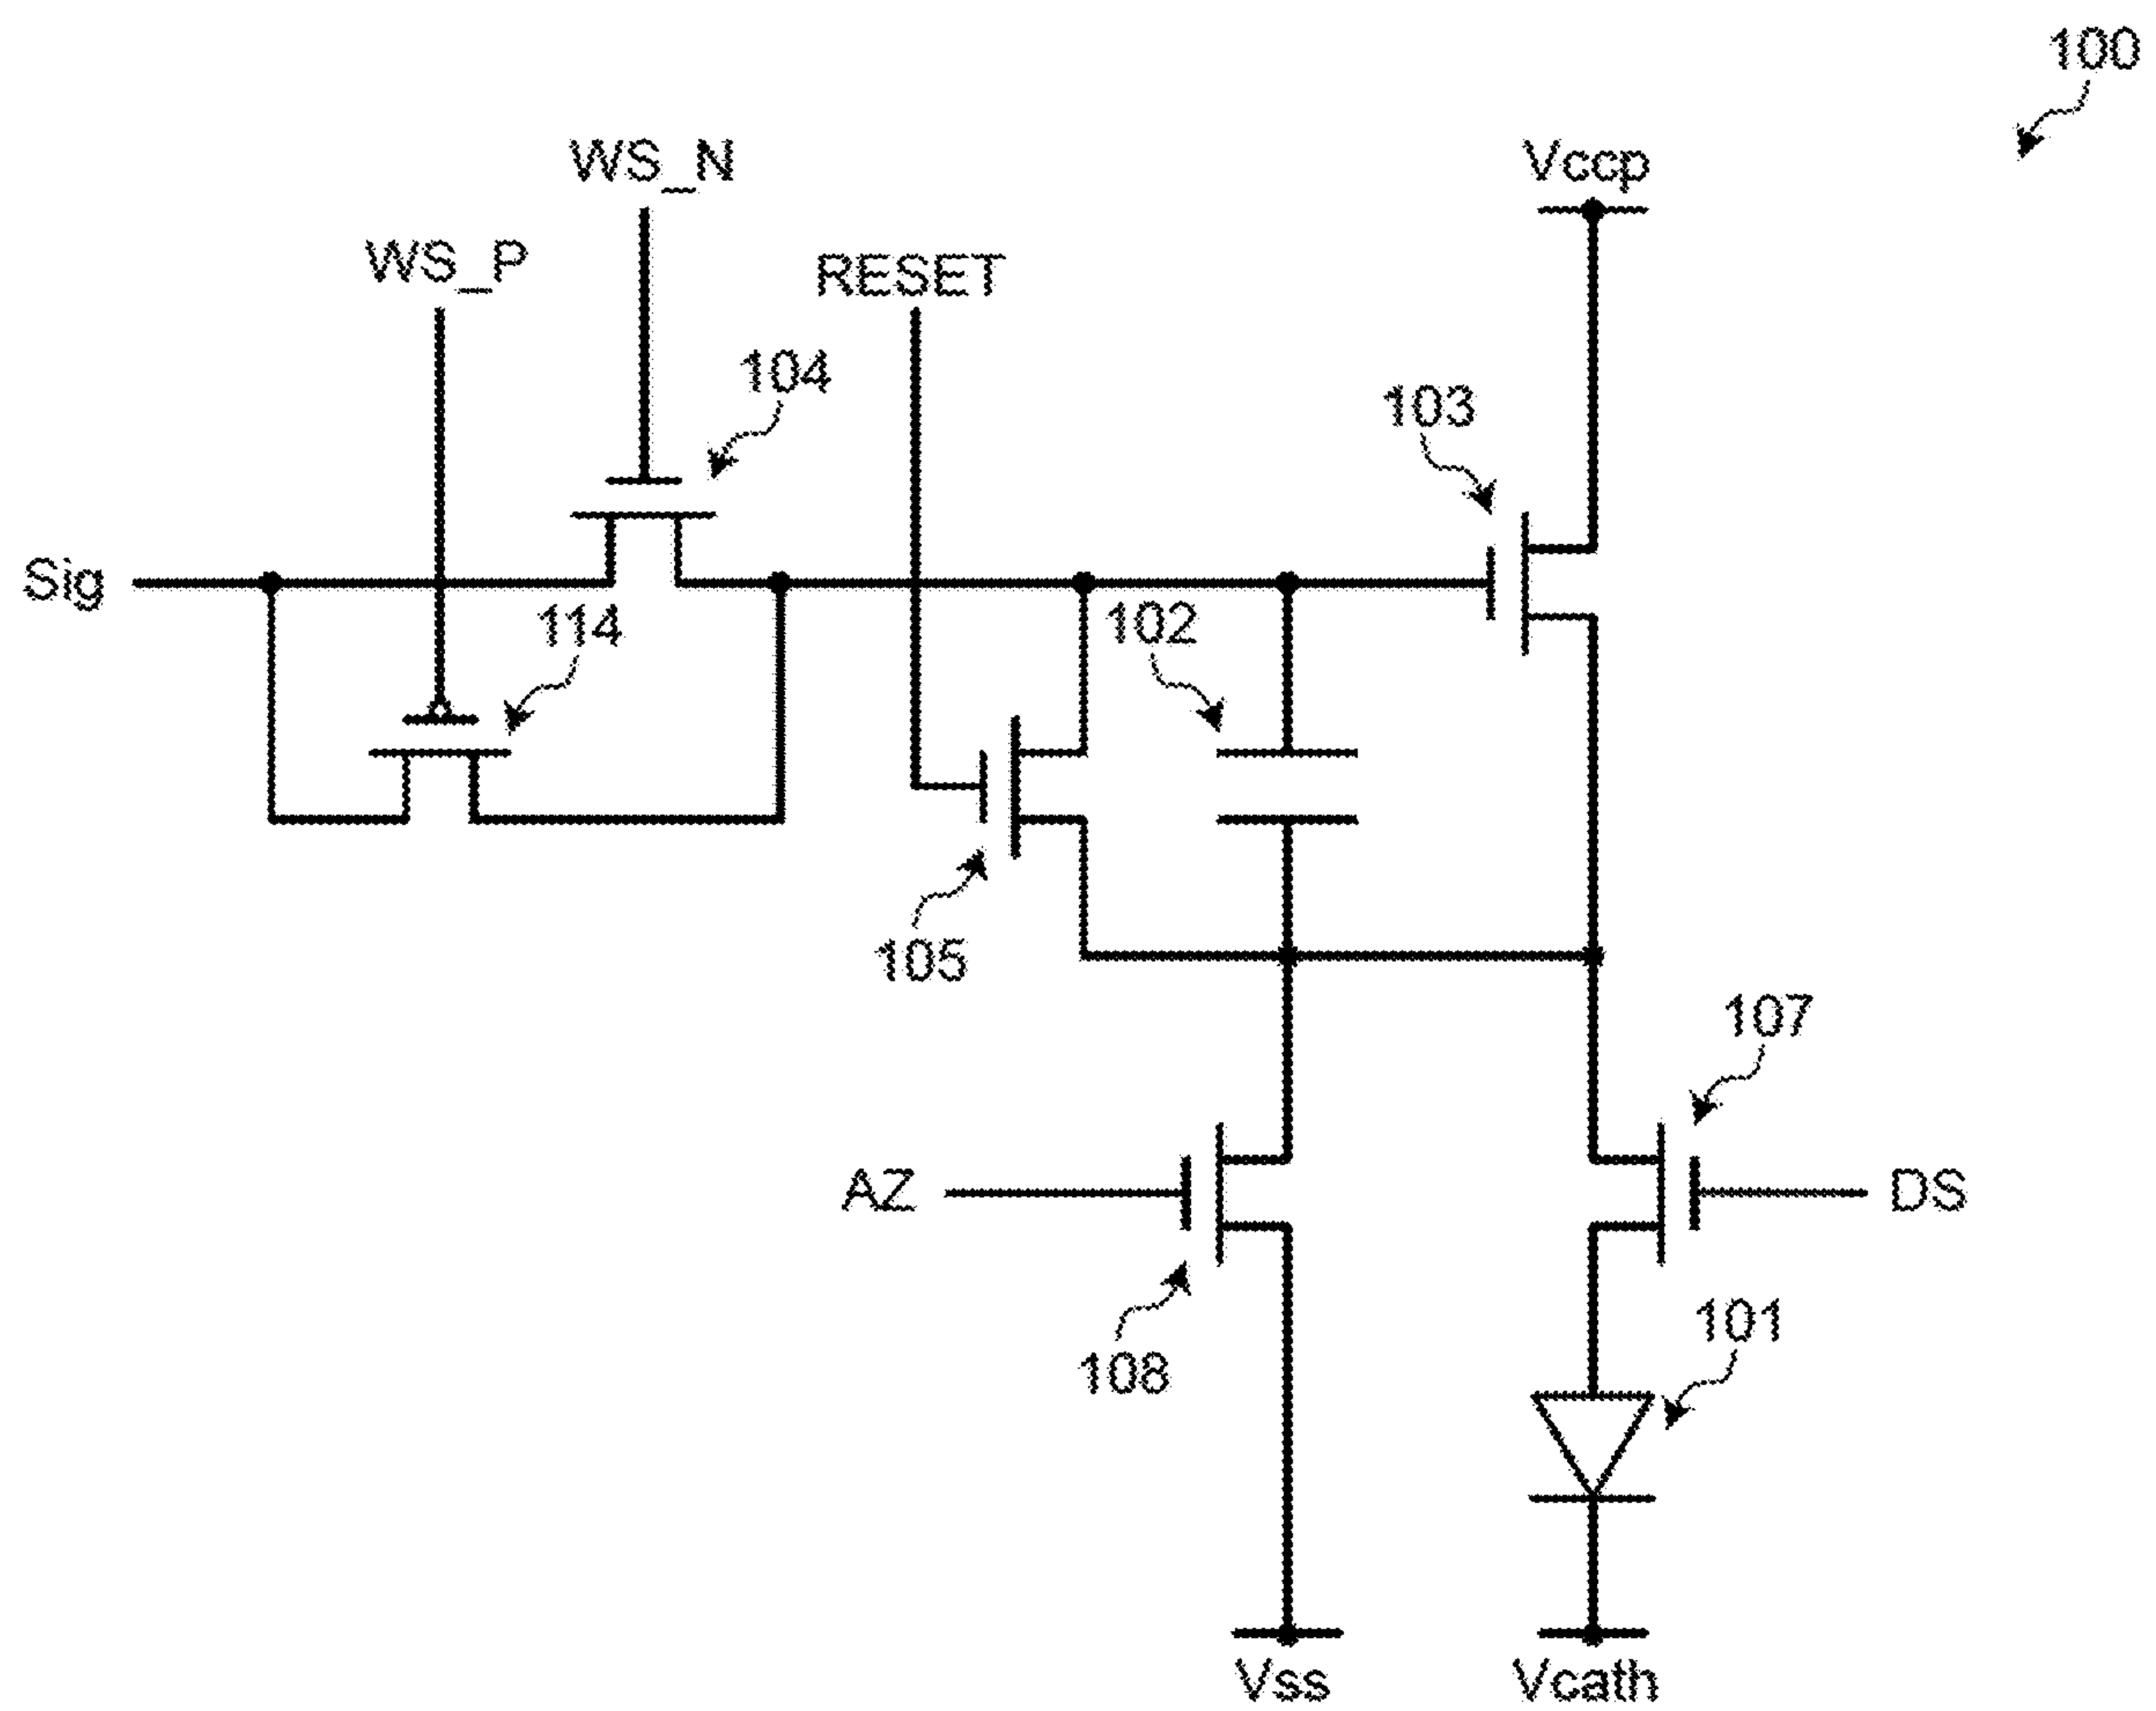 100
WS_N
Vccp
WS_P
RESET
104
103
Sig
114
102
105
107
AZ
DS
108
101
Vss
Vcath